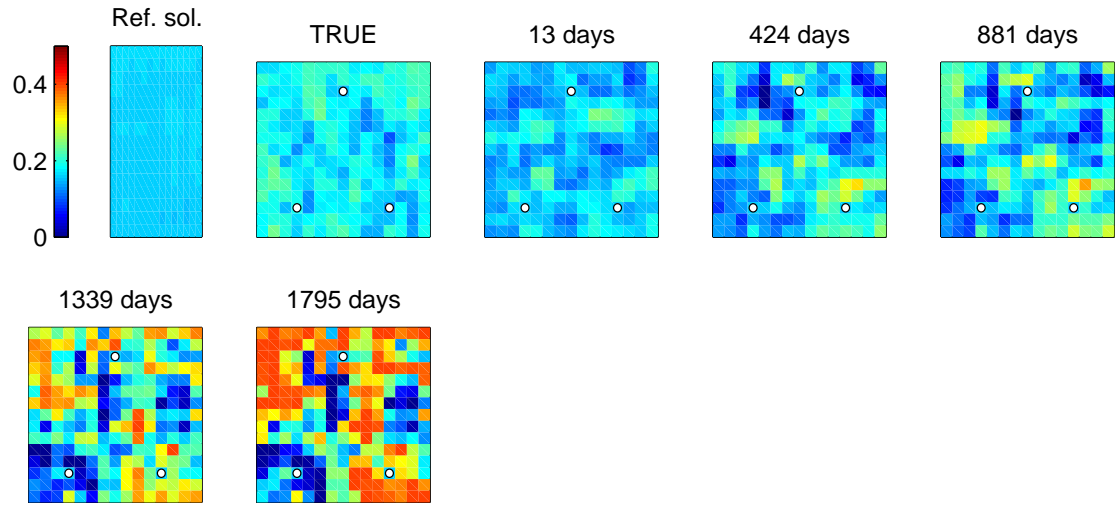 Ref. sol.
TRUE
13 days
424 days
881 days
0.4
0.2
0
1339 days
1795 days